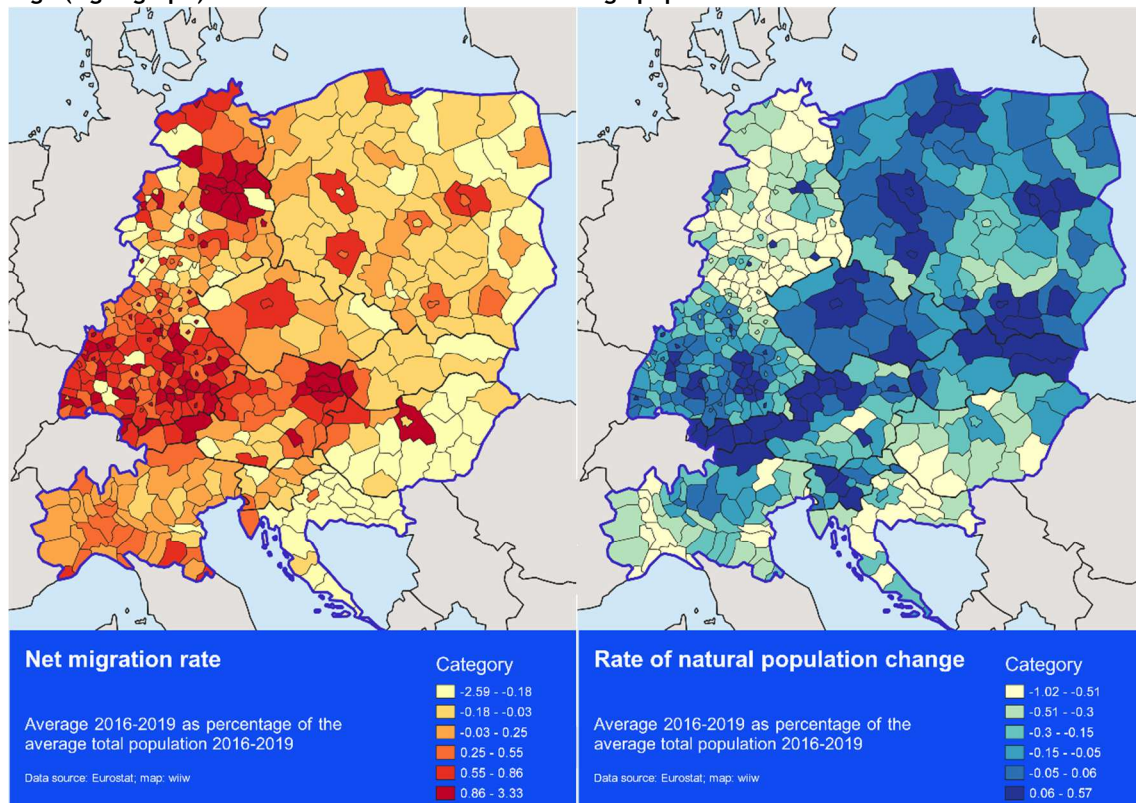 Net migration rate
Average 2016-2019 as percentage of the
average total population 2016-2019
Data source: Eurostat; map: wiiw
Category
-2.59 - -0.18
-0.18 - -0.03
-0.03 - 0.25
0.25 - 0.55
0.55 - 0.86
0.86 - 3.33
Rate of natural population change
Average 2016-2019 as percentage of the
average total population 2016-2019
Data source: Eurostat; map: wiiw
Category
-1.02 - -0.51
-0.51 - -0.3
-0.3 - -0.15
-0.15 - -0.05
-0.05 - 0.06
0.06 - 0.57